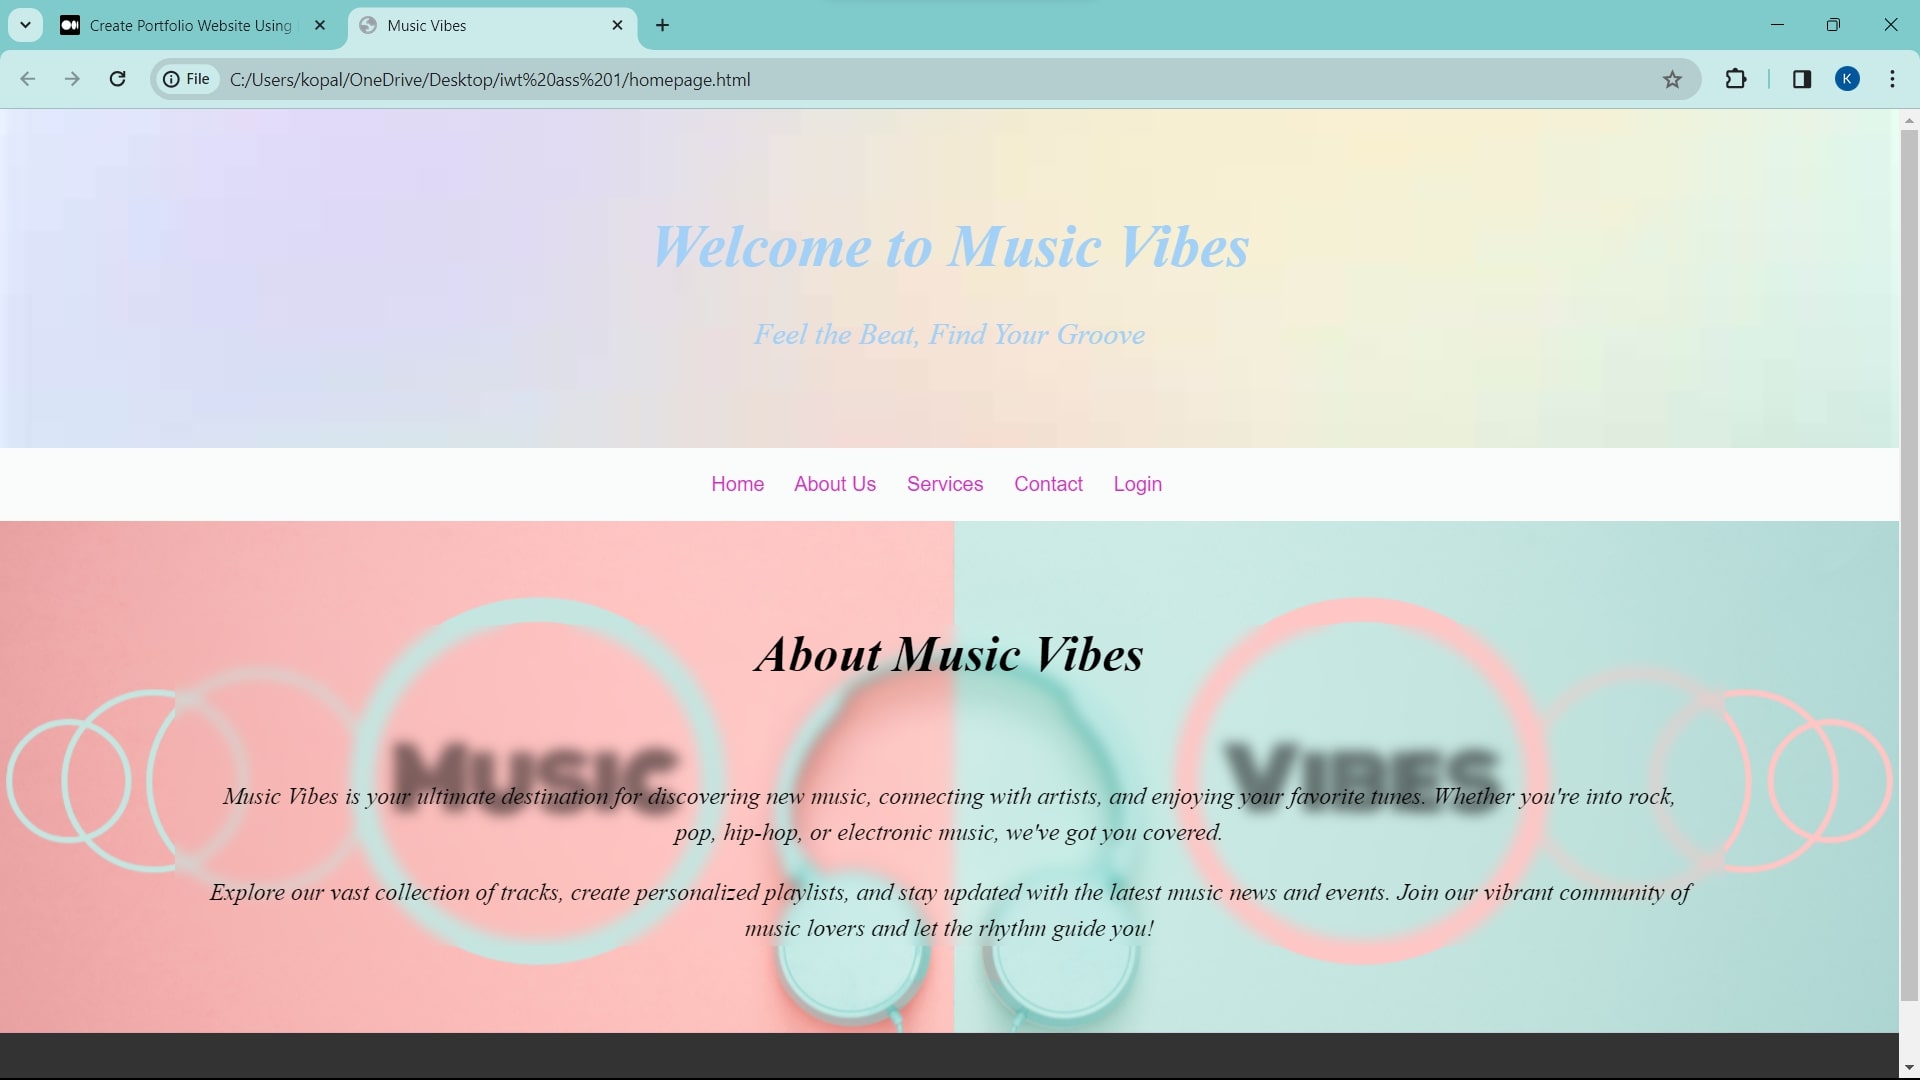 Create Portfolio Website Using
Music Vibes
File
C:/Users/kopal/OneDrive/Desktop/iwt%20ass%201/homepage.html
K
Welcome to Music Vibes
Feel the Beat, Find Your Groove
Home About Us Services Contact Login
About Music Vibes
MUSIC
VIBES
Music Vibes is your ultimate destination for discovering new music, connecting with artists, and enjoying your favorite tunes. Whether you're into rock,
pop, hip-hop, or electronic music, we've got you covered.
Explore our vast collection of tracks, create personalized playlists, and stay updated with the latest music news and events. Join our vibrant community of
music lovers and let the rhythm guide you!